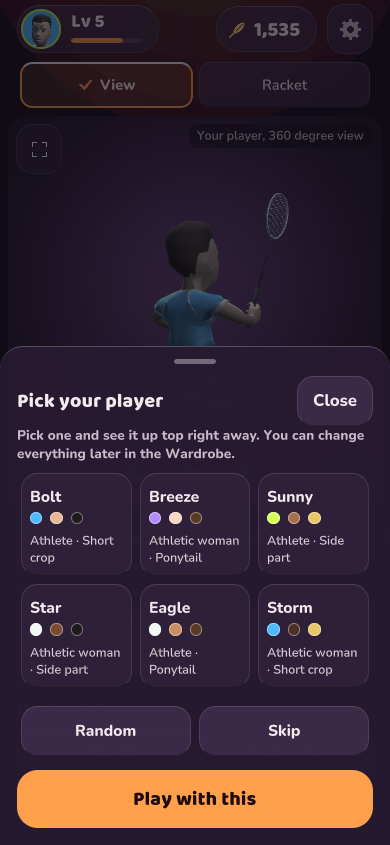 Lv 5
1,535
View
Racket
Your player, 360 degree view
Pick your player
Close
Pick one and see it up top right away. You can change
everything later in the Wardrobe.
Bolt
Athlete · Short
crop
Breeze
Athletic woman
· Ponytail
Sunny
Athlete · Side
part
Star
Athletic woman
· Side part
Eagle
Athlete ·
Ponytail
Storm
Athletic woman
· Short crop
Random
Skip
Play with this